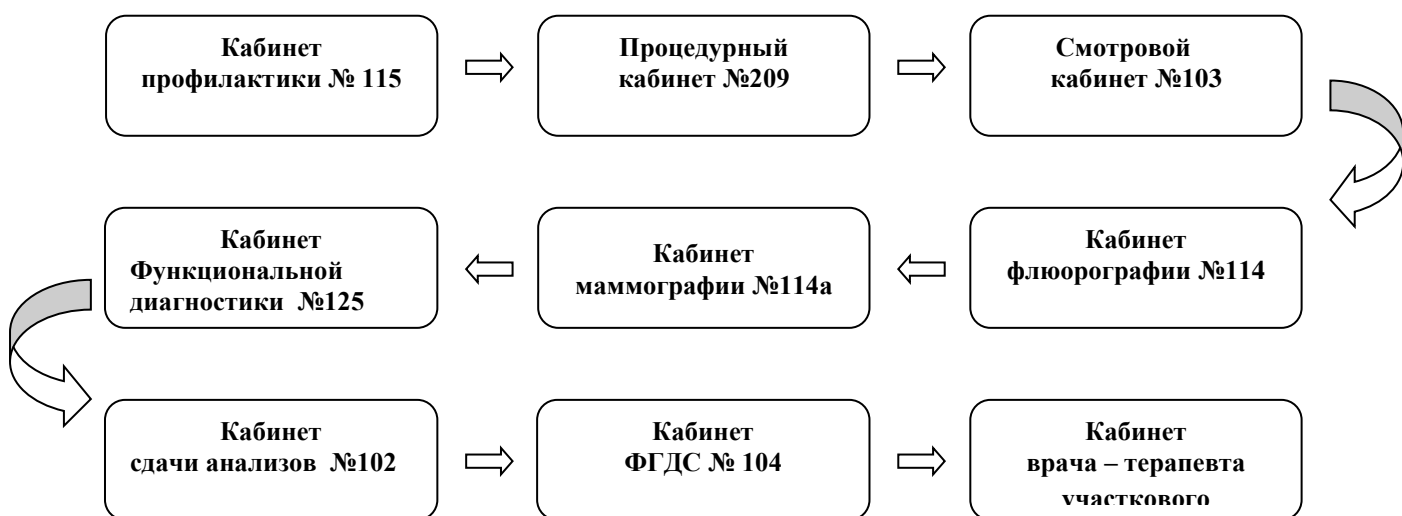 Кабинет
профилактики № 115
Процедурный
кабинет №209
Смотровой
кабинет №103
Кабинет
флюорографии №114
Кабинет
маммографии №114а
Кабинет
Функциональной
диагностики №125
Кабинет
сдачи анализов №102
Кабинет
ФГДС № 104
Кабинет
врача – терапевта
участкового